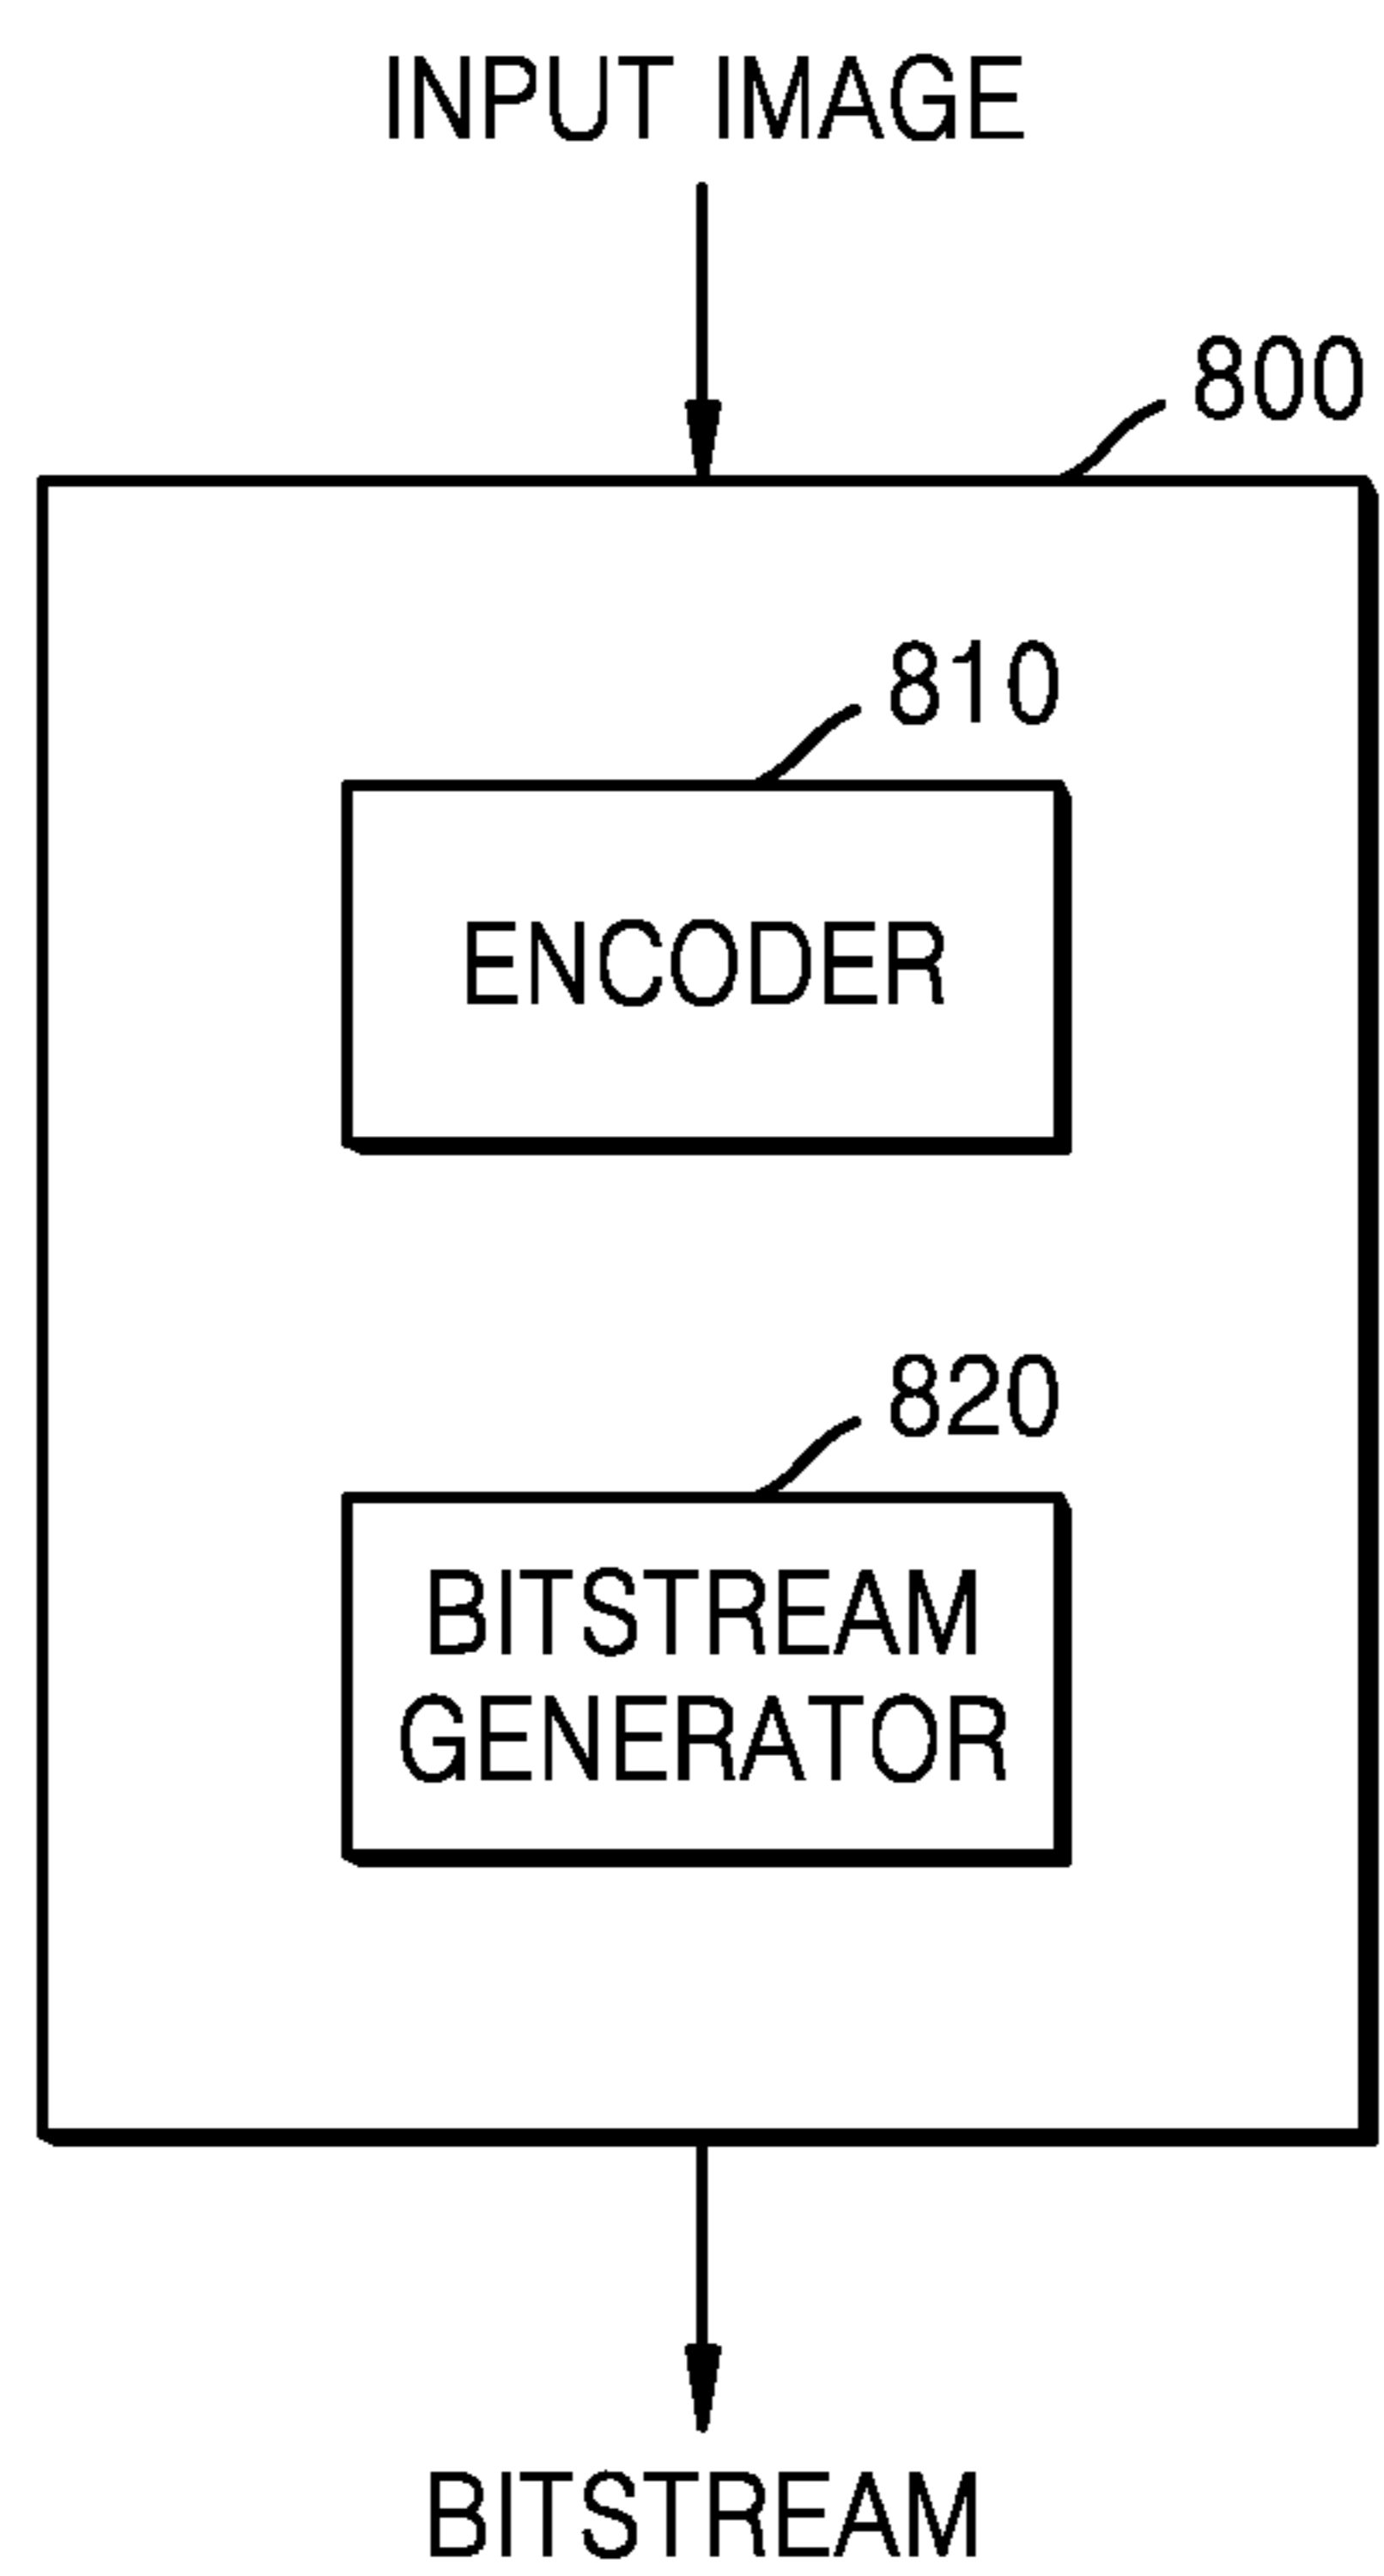 INPUT IMAGE
800
810
ENCODER
820
BITSTREAM
GENERATOR
BITSTREAM